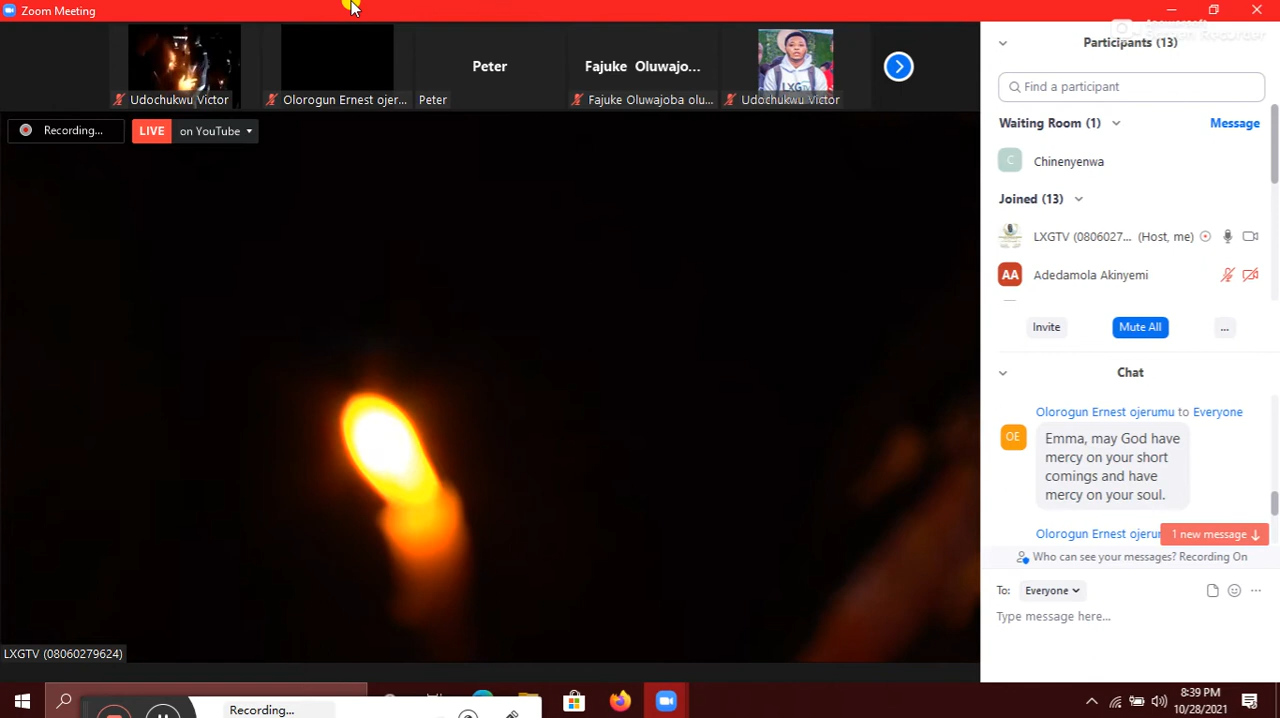 Zoom Meeting
Udochukwu Victor
Olorogun Ernest ojer...
Peter
Peter
Fajuke Oluwajo...
Fajuke Oluwajoba olu...
LXG
Udochukwu Victor
Recording...
LIVE on YouTube
LXGTV (08060279624)
Participants (13)
Find a participant
Waiting Room (1)
Message
C
Chinenyenwa
Joined (13)
LXGTV (0806027... (Host, me)
AA
Adedamola Akinyemi
Invite
Mute All
...
Chat
Olorogun Ernest ojerumu to Everyone
OE
Emma, may God have
mercy on your short
comings and have
mercy on your soul.
Olorogun Ernest ojeru
1 new message
Who can see your messages? Recording On
To: Everyone
Type message here...
Recording...
8:39 PM
10/28/2021